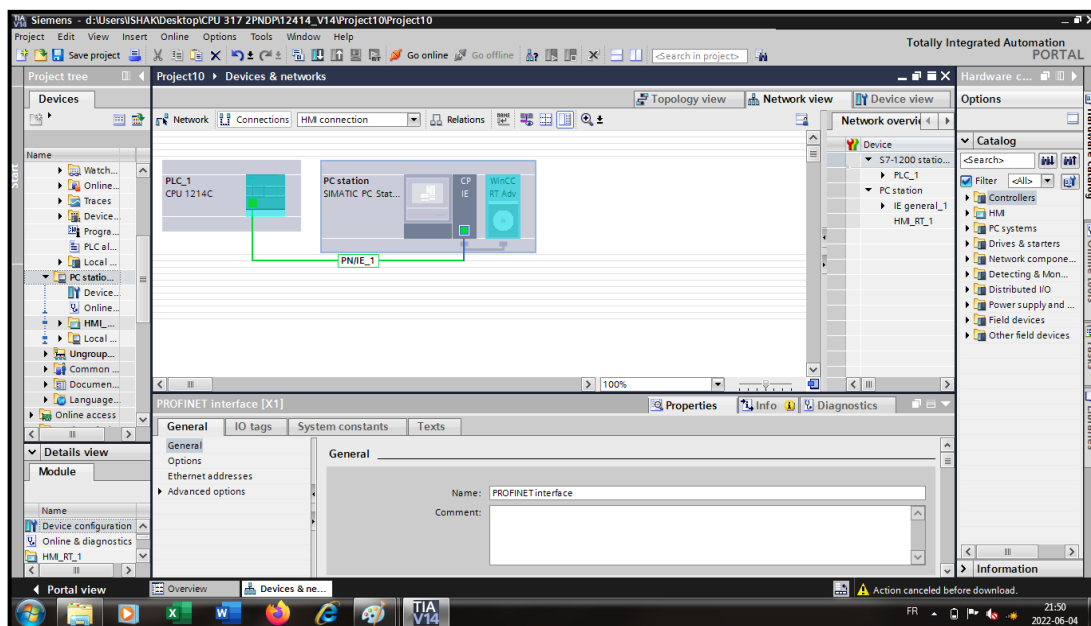 Siemens - d:\Users\ISHAK\Desktop\CPU 317 2PNDP\12414_V14\Project10\Project10
Project Edit View Insert Online Options Tools Window Help
Totally Integrated Automation
PORTAL
Save project Go online Go offline <Search in project>
Project tree
Project10 ▸ Devices & networks
Hardware c...
Devices
Topology view Network view Device view
Options
Network Connections HMI connection Relations
Network overvie
Name
Watch...
Online...
Traces
Device...
Progra...
PLC al...
Local ...
PC statio...
Device...
Online...
HMI_...
Local ...
Ungroup...
Common ...
Documen...
Language...
Online access
Start
PLC_1
CPU 1214C
PC station
SIMATIC PC Stat...
CP
IE
WinCC
RT Adv
PN/IE_1
100%
Device
S7-1200 statio...
PLC_1
PC station
IE general_1
HMI_RT_1
Catalog
<Search>
Filter <All>
Controllers
HMI
PC systems
Drives & starters
Network compone...
Detecting & Mon...
Distributed I/O
Power supply and ...
Field devices
Other field devices
Information
Hardware Catalog
Online tools
Tasks
Libraries
Details view
Module
Name
Device configuration
Online & diagnostics
HMI_RT_1
PROFINET interface [X1]
Properties Info Diagnostics
General IO tags System constants Texts
General
Options
Ethernet addresses
Advanced options
General
Name: PROFINET interface
Comment:
Portal view Overview Devices & ne...
Action canceled before download.
TIA
V14
FR
21:50
2022-06-04